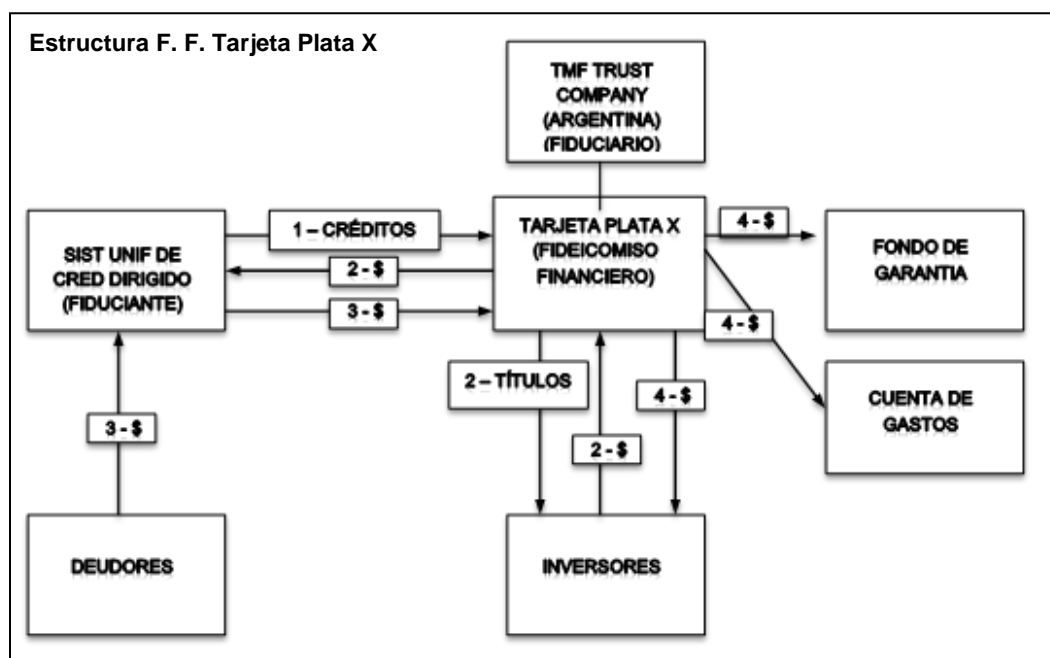 Estructura F. F. Tarjeta Plata X
TMF TRUST
COMPANY
(ARGENTINA)
(FIDUCIARIO)
SIST UNIF DE
CRED DIRIGIDO
(FIDUCIANTE)
1 – CRÉDITOS
2 - $
3 - $
TARJETA PLATA X
(FIDEICOMISO
FINANCIERO)
4 - $
FONDO DE
GARANTIA
4 - $
CUENTA DE
GASTOS
2 – TÍTULOS
4 - $
2 - $
3 - $
DEUDORES
INVERSORES